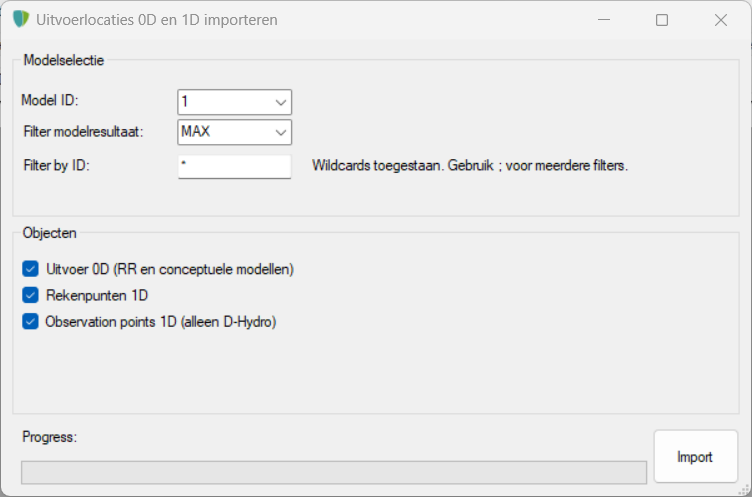 Uitvoerlocaties 0D en 1D importeren
Modelselectie
Model ID: 1
Filter modelresultaat: MAX
Filter by ID: * Wildcards toegestaan. Gebruik ; voor meerdere filters.
Objecten
Uitvoer 0D (RR en conceptuele modellen)
Rekenpunten 1D
Observation points 1D (alleen D-Hydro)
Progress:
Import